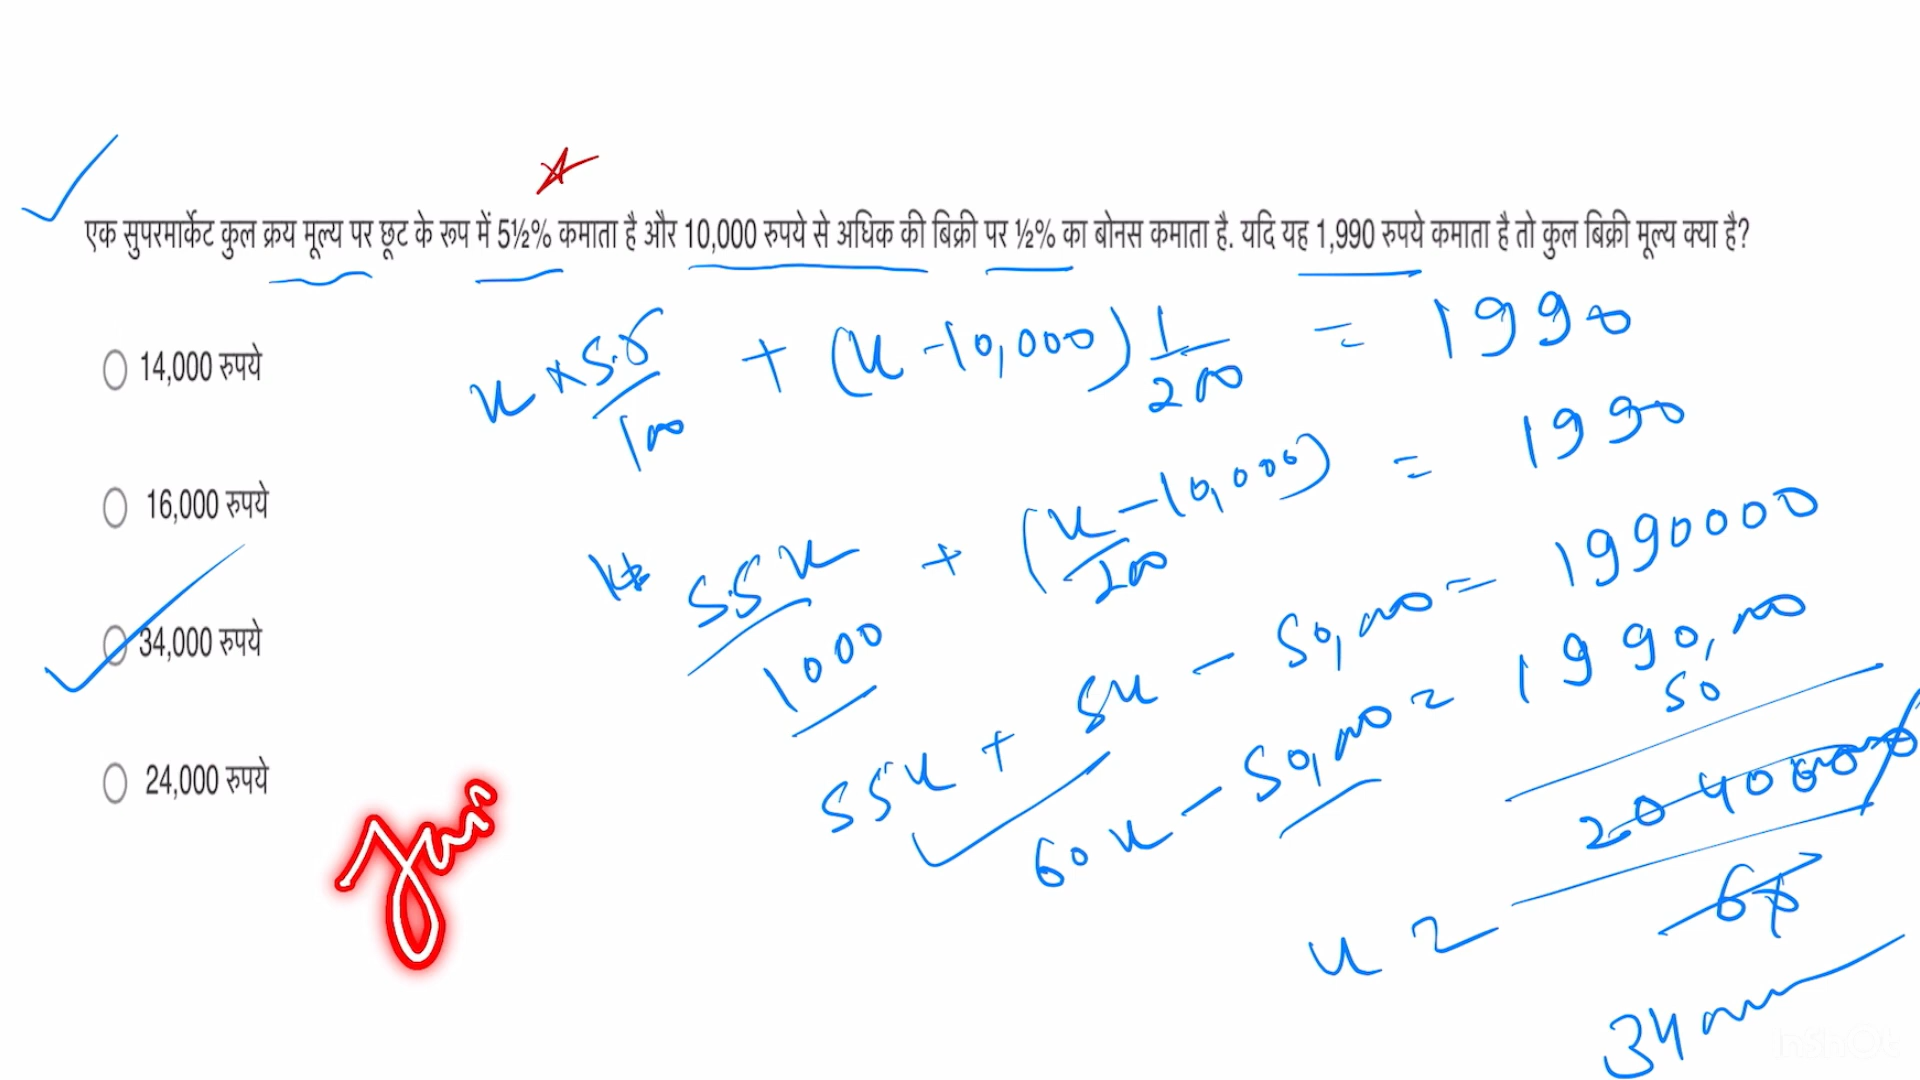 एक सुपरमार्केट कुल क्रय मूल्य पर छूट के रूप में 5½% कमाता है और 10,000 रुपये से अधिक की बिक्री पर ½% का बोनस कमाता है. यदि यह 1,990 रुपये कमाता है तो कुल बिक्री मूल्य क्या है?
14,000 रुपये
16,000 रुपये
34,000 रुपये
24,000 रुपये
x × 5.5/100 + (x - 10,000) 1/200 = 1990
55x/1000 + (x - 10,000)/200 = 1990
55x + 5x - 50,000 = 1990000
60x - 50,000 = 1990,000
50
x = 2040000/60
34000